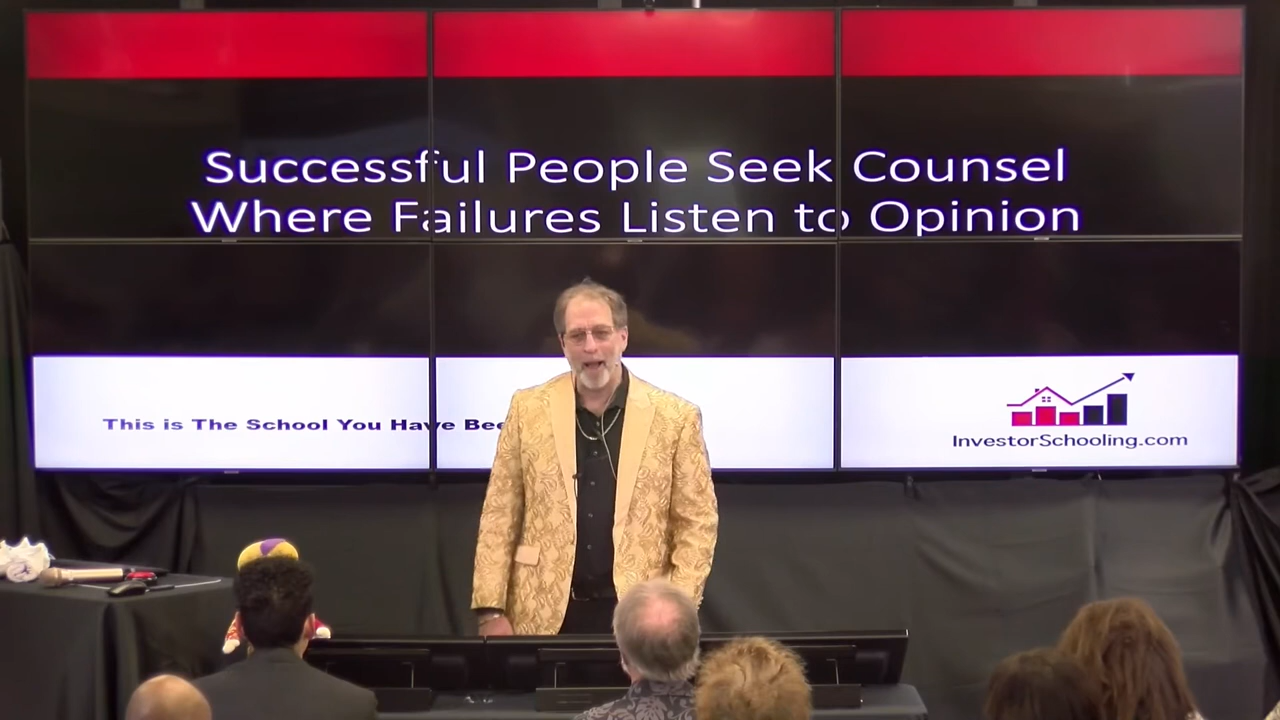 Successful People Seek Counsel
Where Failures Listen to Opinion
This is The School You Have
InvestorSchooling.com